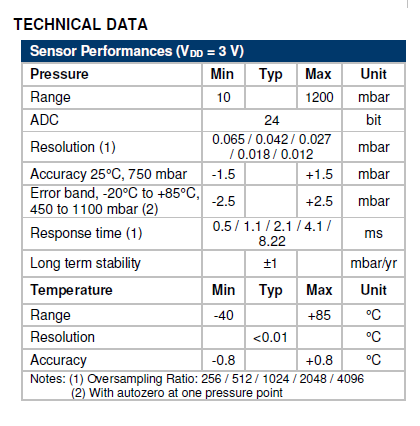 TECHNICAL DATA
Sensor Performances (VDD = 3 V)
Pressure Min Typ Max Unit
Range 10 1200 mbar
ADC 24 bit
Resolution (1) 0.065 / 0.042 / 0.027
/ 0.018 / 0.012 mbar
Accuracy 25°C, 750 mbar -1.5 +1.5 mbar
Error band, -20°C to +85°C,
450 to 1100 mbar (2) -2.5 +2.5 mbar
Response time (1) 0.5 / 1.1 / 2.1 / 4.1 /
8.22 ms
Long term stability ±1 mbar/yr
Temperature Min Typ Max Unit
Range -40 +85 °C
Resolution <0.01 °C
Accuracy -0.8 +0.8 °C
Notes: (1) Oversampling Ratio: 256 / 512 / 1024 / 2048 / 4096
(2) With autozero at one pressure point